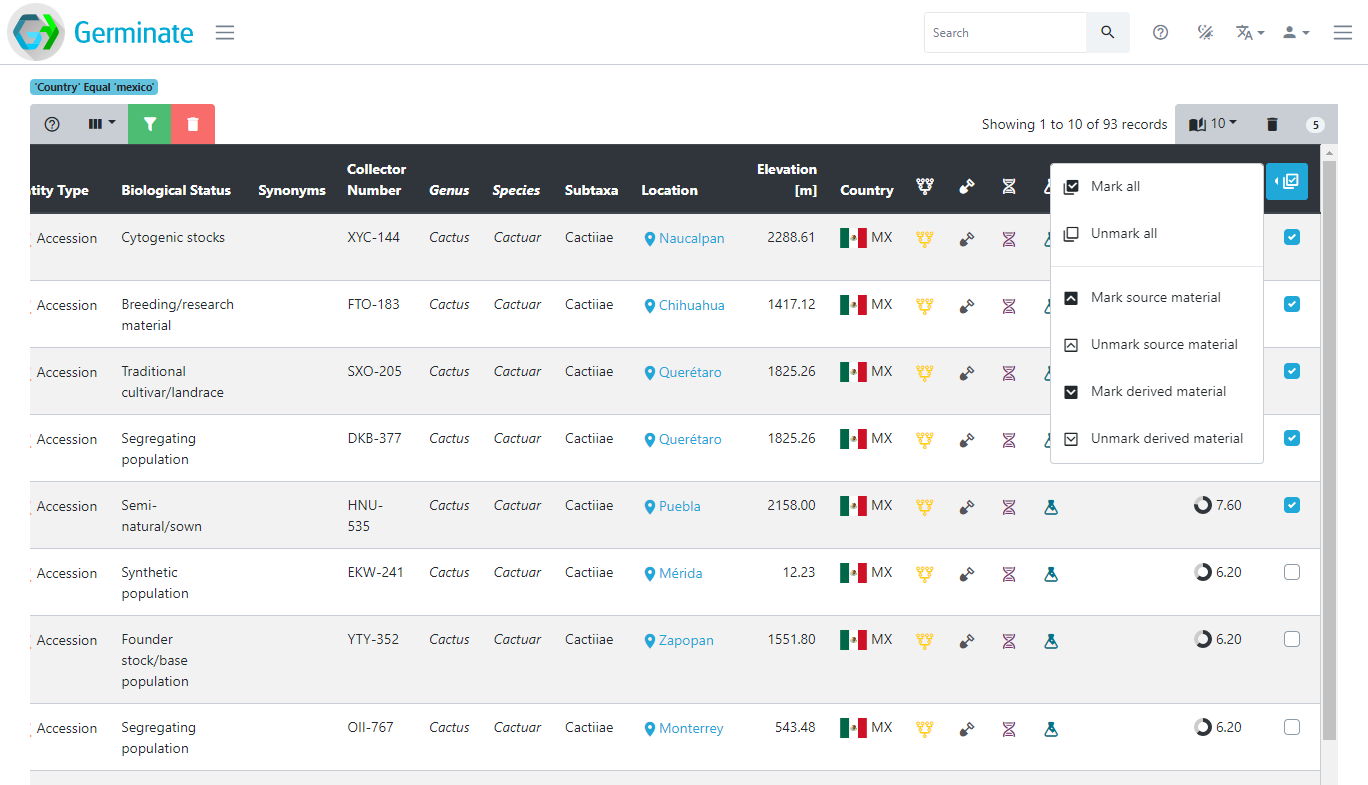 Germinate
Search
'Country' Equal 'mexico'
Showing 1 to 10 of 93 records
10
5
tity Type Biological Status Synonyms Collector Number Genus Species Subtaxa Location Elevation [m] Country
Mark all
Unmark all
Mark source material
Unmark source material
Mark derived material
Unmark derived material
Accession Cytogenic stocks XYC-144 Cactus Cactuar Cactiiae Naucalpan 2288.61 MX
Accession Breeding/research material FTO-183 Cactus Cactuar Cactiiae Chihuahua 1417.12 MX
Accession Traditional cultivar/landrace SXO-205 Cactus Cactuar Cactiiae Querétaro 1825.26 MX
Accession Segregating population DKB-377 Cactus Cactuar Cactiiae Querétaro 1825.26 MX
Accession Semi-natural/sown HNU-535 Cactus Cactuar Cactiiae Puebla 2158.00 MX 7.60
Accession Synthetic population EKW-241 Cactus Cactuar Cactiiae Mérida 12.23 MX 6.20
Accession Founder stock/base population YTY-352 Cactus Cactuar Cactiiae Zapopan 1551.80 MX 6.20
Accession Segregating population OII-767 Cactus Cactuar Cactiiae Monterrey 543.48 MX 6.20